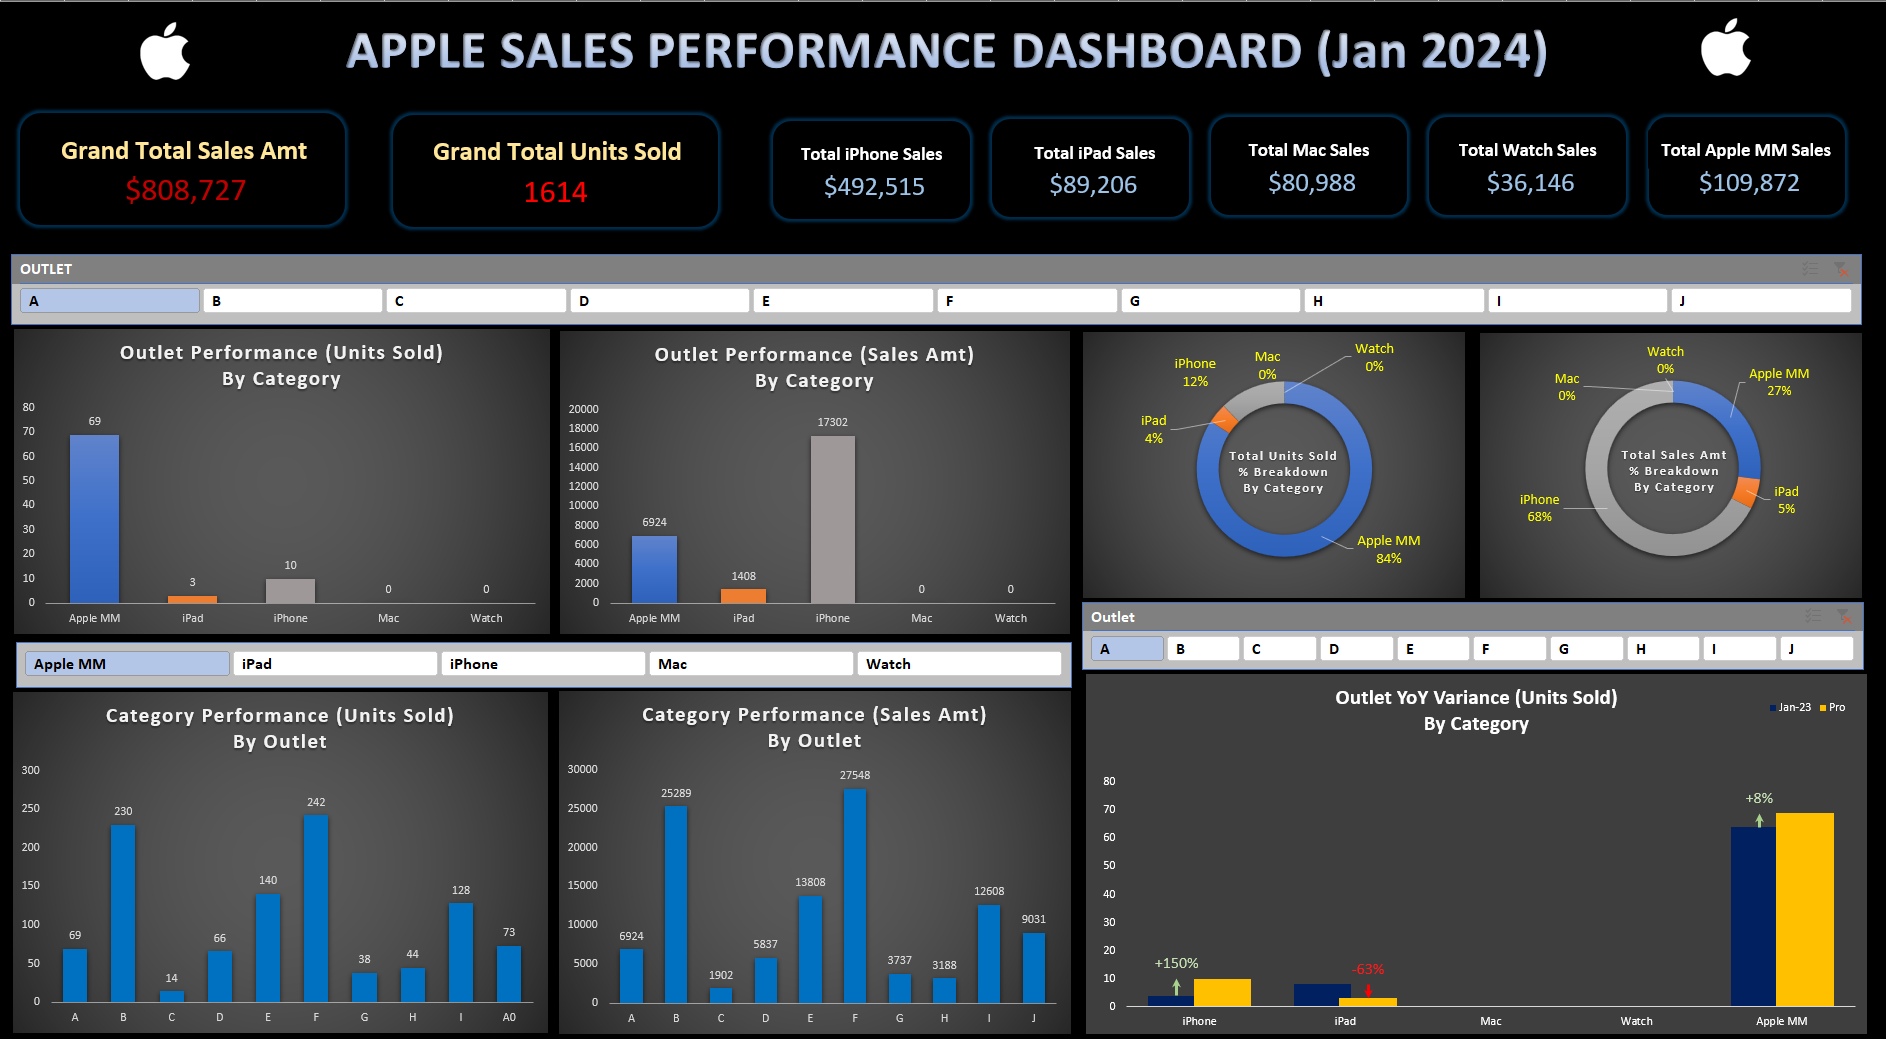 APPLE SALES PERFORMANCE DASHBOARD (Jan 2024)
Grand Total Sales Amt
$808,727
Grand Total Units Sold
1614
Total iPhone Sales
$492,515
Total iPad Sales
$89,206
Total Mac Sales
$80,988
Total Watch Sales
$36,146
Total Apple MM Sales
$109,872
OUTLET
A B C D E F G H I J
Outlet Performance (Units Sold)
By Category
80
70
60
50
40
30
20
10
0
69
3
10
0
0
Apple MM iPad iPhone Mac Watch
Outlet Performance (Sales Amt)
By Category
20000
18000
16000
14000
12000
10000
8000
6000
4000
2000
0
6924
1408
17302
0
0
Apple MM iPad iPhone Mac Watch
iPhone
12%
Mac
0%
Watch
0%
iPad
4%
Total Units Sold
% Breakdown
By Category
Apple MM
84%
Watch
0%
Mac
0%
Apple MM
27%
Total Sales Amt
% Breakdown
By Category
iPhone
68%
iPad
5%
Apple MM iPad iPhone Mac Watch
Outlet
A B C D E F G H I J
Category Performance (Units Sold)
By Outlet
300
250
200
150
100
50
0
69
230
14
66
140
242
38
44
128
73
A B C D E F G H I A0
Category Performance (Sales Amt)
By Outlet
30000
25000
20000
15000
10000
5000
0
6924
25289
1902
5837
13808
27548
3737
3188
12608
9031
A B C D E F G H I J
Outlet YoY Variance (Units Sold)
By Category
Jan-23 Pro
80
70
60
50
40
30
20
10
0
+150%
-63%
+8%
iPhone iPad Mac Watch Apple MM